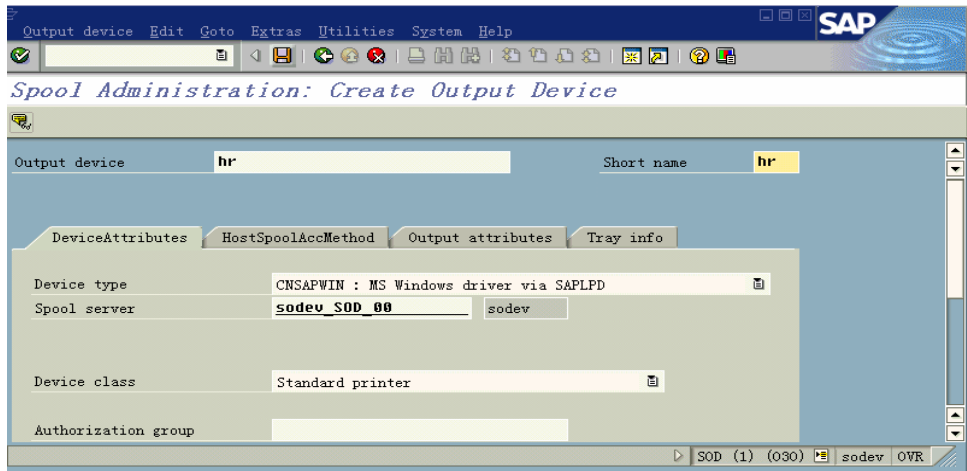 Output device Edit Goto Extras Utilities System Help
SAP
Spool Administration: Create Output Device
Output device hr Short name hr
DeviceAttributes HostSpoolAccMethod Output attributes Tray info
Device type CNSAPWIN : MS Windows driver via SAPLPD
Spool server sodev_SOD_00 sodev
Device class Standard printer
Authorization group
SOD (1) (030) sodev OVR